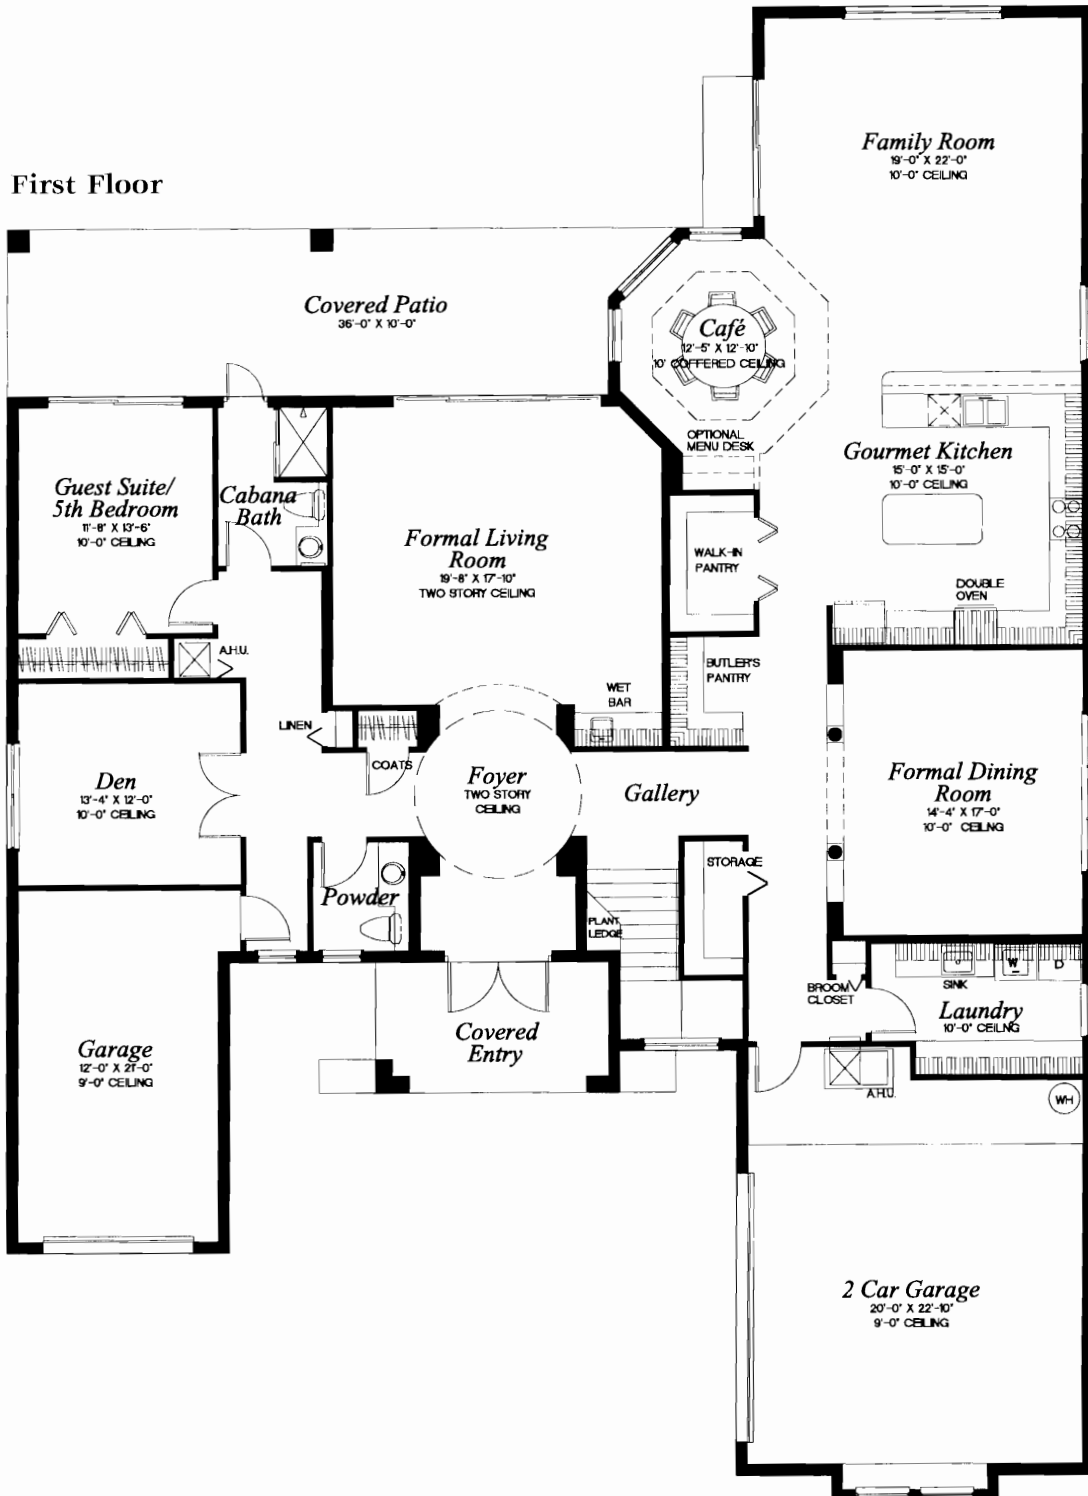 First Floor
Family Room
19'-0" X 22'-0"
10'-0" CEILING
Covered Patio
36'-0" X 10'-0"
Café
12'-5" X 12'-10"
10' COFFERED CEILING
OPTIONAL
MENU DESK
Gourmet Kitchen
15'-0" X 15'-0"
10'-0" CEILING
DOUBLE
OVEN
Guest Suite/
5th Bedroom
11'-8" X 13'-6"
10'-0" CEILING
Cabana
Bath
Formal Living
Room
19'-8" X 17'-10"
TWO STORY CEILING
WALK-IN
PANTRY
A.H.U.
BUTLER'S
PANTRY
WET
BAR
LINEN
COATS
Den
13'-4" X 12'-0"
10'-0" CEILING
Foyer
TWO STORY
CEILING
Gallery
Formal Dining
Room
14'-4" X 17'-0"
10'-0" CEILING
STORAGE
Powder
PLANT
LEDGE
BROOM
CLOSET
SINK
W
D
Laundry
10'-0" CEILING
Covered
Entry
Garage
12'-0" X 21'-0"
9'-0" CEILING
A.H.U.
WH
2 Car Garage
20'-0" X 22'-10"
9'-0" CEILING